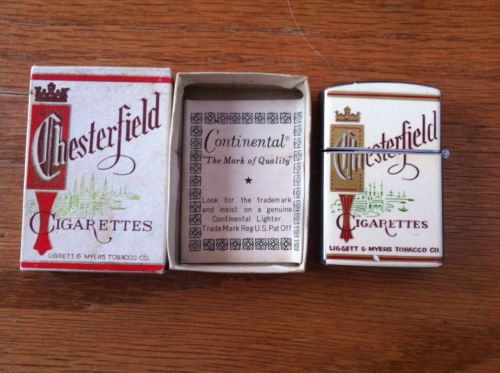 Chesterfield
CIGARETTES
LIGGETT & MYERS TOBACCO CO.
Continental®
"The Mark of Quality"
Look for the trademark
and insist on a genuine
Continental Lighter.
Trade Mark Reg U.S. Pat Off
Chesterfield
CIGARETTES
LIGGETT & MYERS TOBACCO CO.